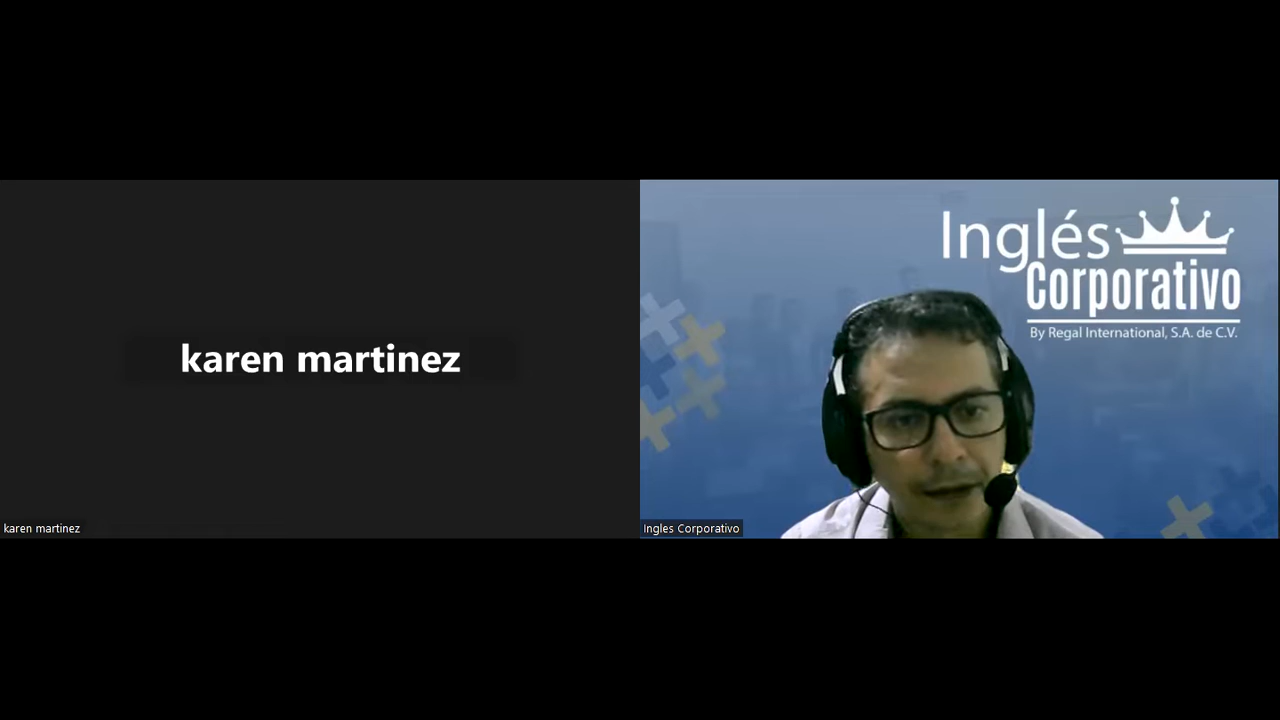 karen martinez
karen martinez
Inglés
Corporativo
By Regal International, S.A. de C.V.
Ingles Corporativo